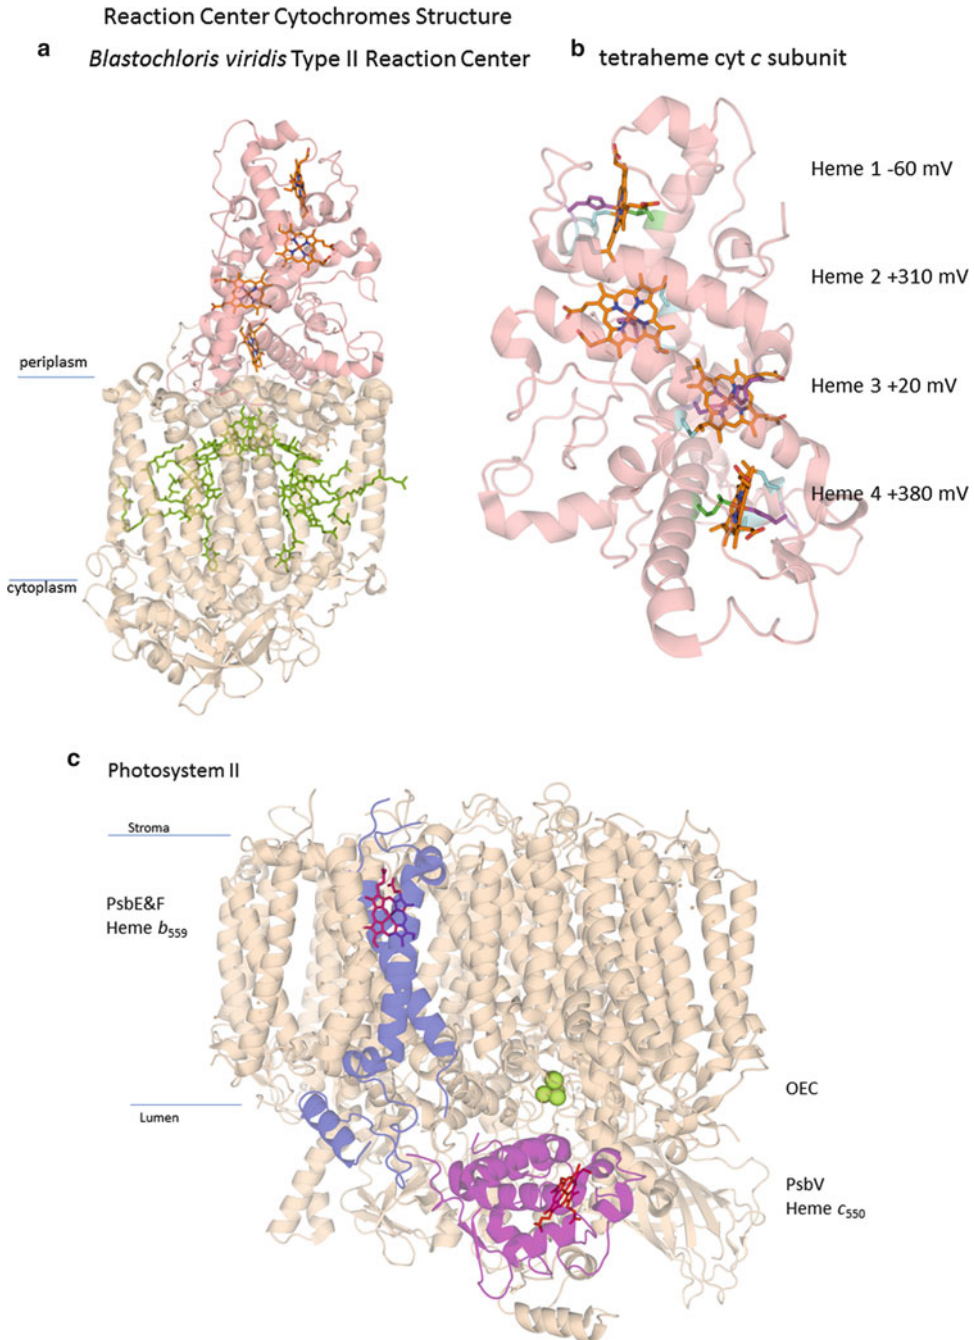 Reaction Center Cytochromes Structure
a
Blastochloris viridis Type II Reaction Center
b
tetraheme cyt c subunit
Heme 1 -60 mV
Heme 2 +310 mV
Heme 3 +20 mV
Heme 4 +380 mV
periplasm
cytoplasm
c
Photosystem II
Stroma
PsbE&F
Heme b559
Lumen
OEC
PsbV
Heme c550